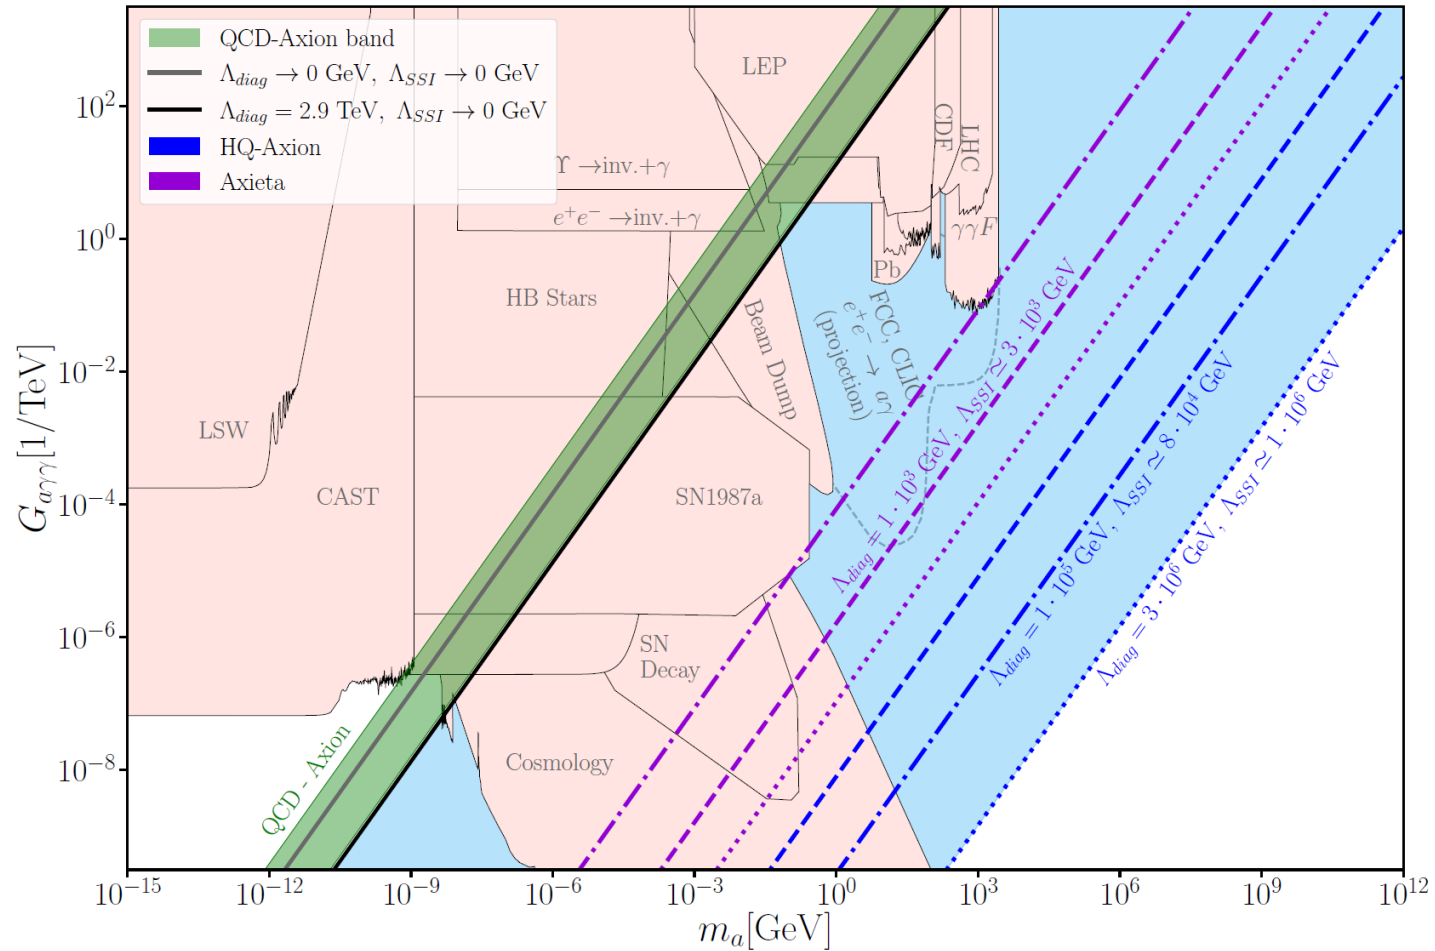 QCD-Axion band
Λ_diag → 0 GeV, Λ_SSI → 0 GeV
Λ_diag = 2.9 TeV, Λ_SSI → 0 GeV
HQ-Axion
Axieta
LEP
CDF
LHC
ϒ →inv.+γ
e⁺e⁻ →inv.+γ
γγF
Pb
HB Stars
Beam Dump
FCC, CLIC
e⁺e⁻ → aγ
(projection)
LSW
CAST
SN1987a
SN
Decay
Cosmology
QCD - Axion
Λ_diag = 1 · 10³ GeV, Λ_SSI ≃ 3 · 10³ GeV
Λ_diag = 1 · 10⁵ GeV, Λ_SSI ≃ 8 · 10⁴ GeV
Λ_diag = 3 · 10⁶ GeV, Λ_SSI ≃ 1 · 10⁶ GeV
G_aγγ[1/TeV]
10²
10⁰
10⁻²
10⁻⁴
10⁻⁶
10⁻⁸
10⁻¹⁵ 10⁻¹² 10⁻⁹ 10⁻⁶ 10⁻³ 10⁰ 10³ 10⁶ 10⁹ 10¹²
m_a[GeV]